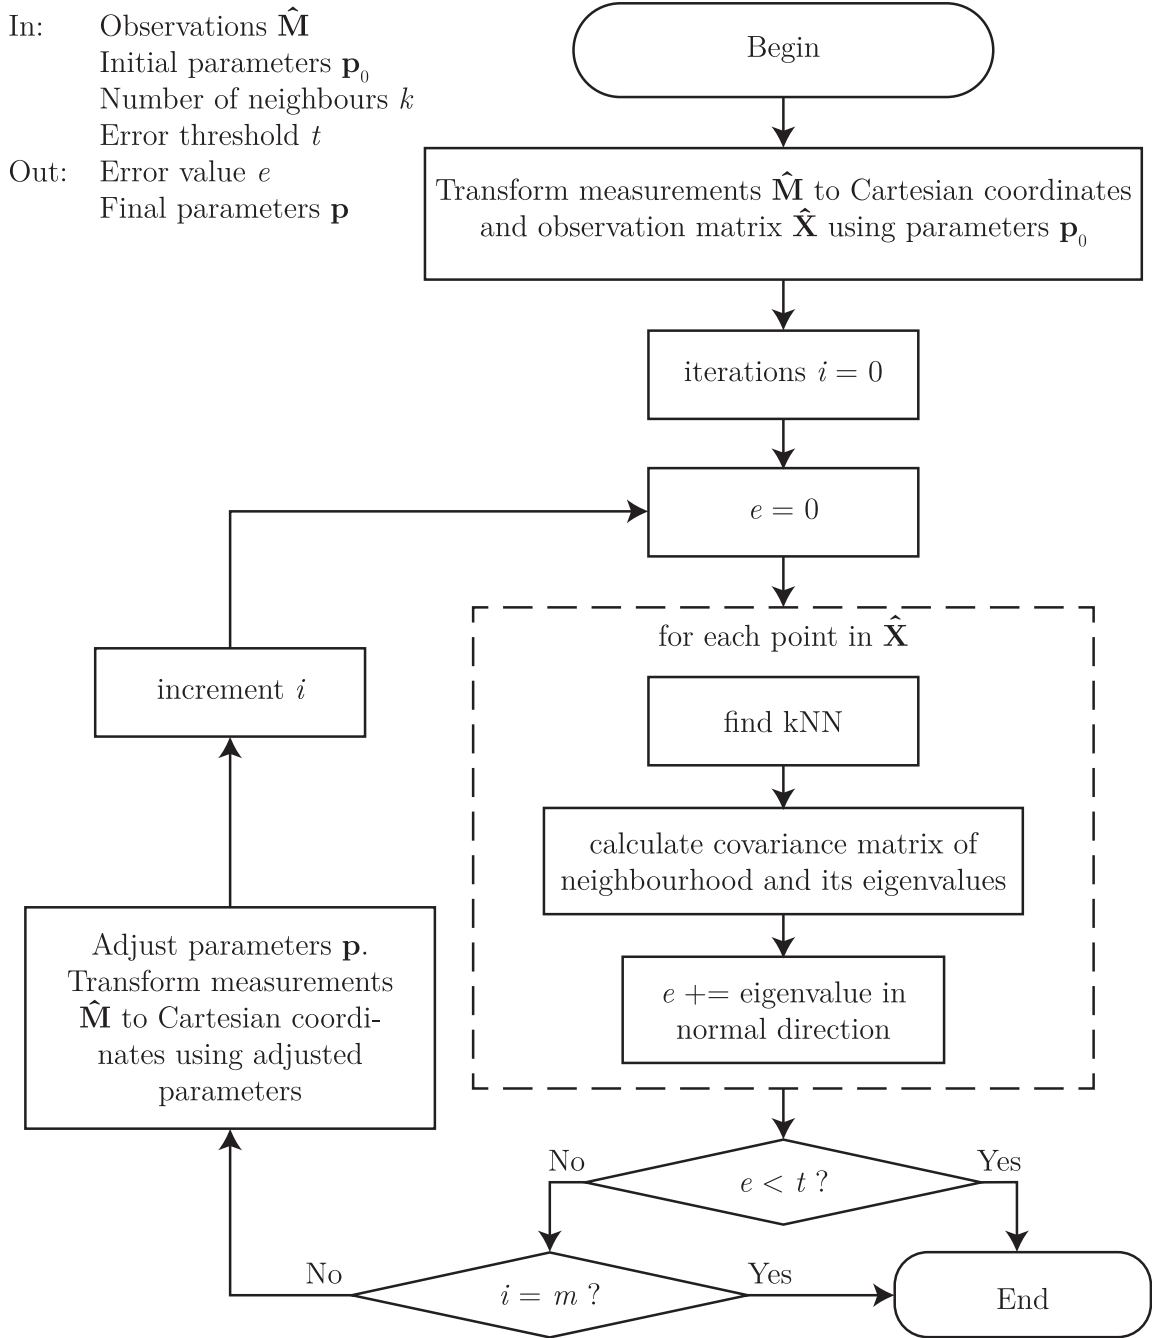 In: Observations M̂
Initial parameters p₀
Number of neighbours k
Error threshold t
Out: Error value e
Final parameters p
Begin
Transform measurements M̂ to Cartesian coordinates
and observation matrix X̂ using parameters p₀
iterations i = 0
e = 0
for each point in X̂
find kNN
calculate covariance matrix of
neighbourhood and its eigenvalues
e += eigenvalue in
normal direction
increment i
Adjust parameters p.
Transform measurements
M̂ to Cartesian coordi-
nates using adjusted
parameters
No
e < t ?
Yes
No
i = m ?
Yes
End